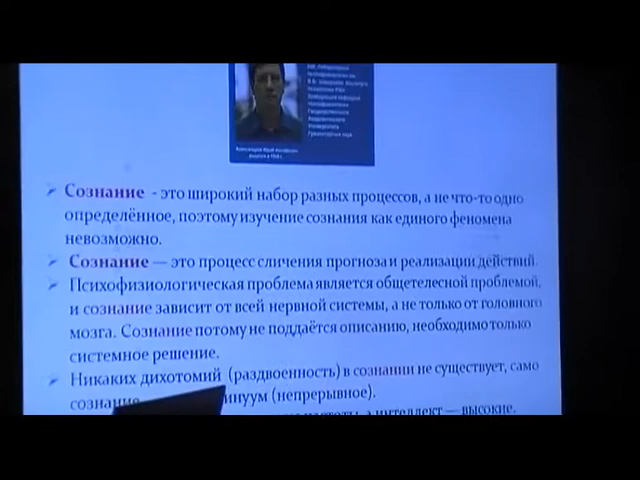 Сознание - это широкий набор разных процессов, а не что-то одно
определённое, поэтому изучение сознания как единого феномена
невозможно.
Сознание — это процесс сличения прогноза и реализации действий.
Психофизиологическая проблема является общетелесной проблемой,
и сознание зависит от всей нервной системы, а не только от головного
мозга. Сознание потому не поддаётся описанию, необходимо только
системное решение.
Никаких дихотомий (раздвоенность) в сознании не существует, само
сознание инуум (непрерывное).
а интеллект — высокие.